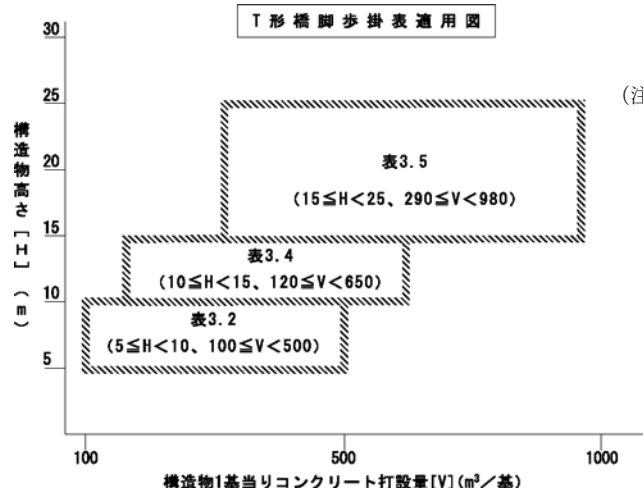 T形橋脚歩掛表適用図
30
25
20
15
10
5
構造物高さ[H](m)
(注
表3.5
(15≦H<25、290≦V<980)
表3.4
(10≦H<15、120≦V<650)
表3.2
(5≦H<10、100≦V<500)
100
500
1000
構造物1基当りコンクリート打設量[V](m³/基)